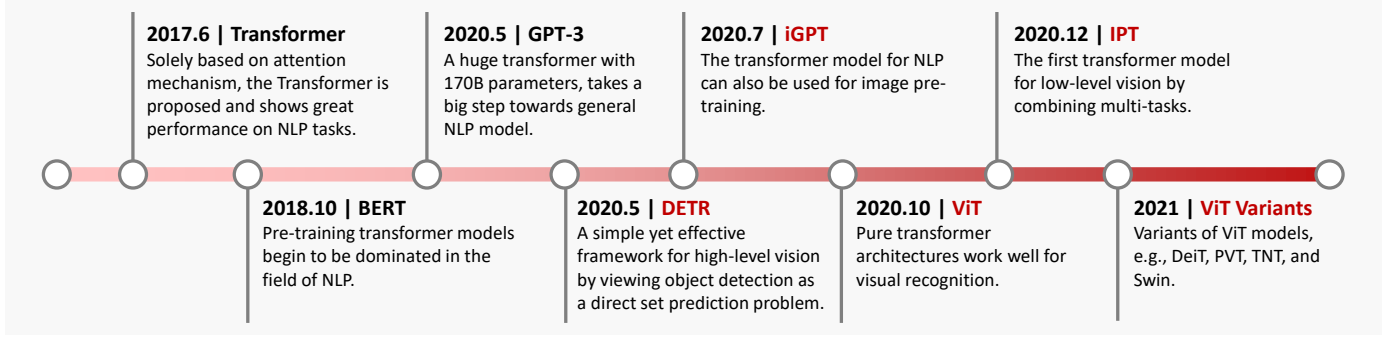 2017.6 | Transformer
Solely based on attention
mechanism, the Transformer is
proposed and shows great
performance on NLP tasks.
2020.5 | GPT-3
A huge transformer with
170B parameters, takes a
big step towards general
NLP model.
2020.7 | iGPT
The transformer model for NLP
can also be used for image pre-
training.
2020.12 | IPT
The first transformer model
for low-level vision by
combining multi-tasks.
2018.10 | BERT
Pre-training transformer models
begin to be dominated in the
field of NLP.
2020.5 | DETR
A simple yet effective
framework for high-level vision
by viewing object detection as
a direct set prediction problem.
2020.10 | ViT
Pure transformer
architectures work well for
visual recognition.
2021 | ViT Variants
Variants of ViT models,
e.g., DeiT, PVT, TNT, and
Swin.